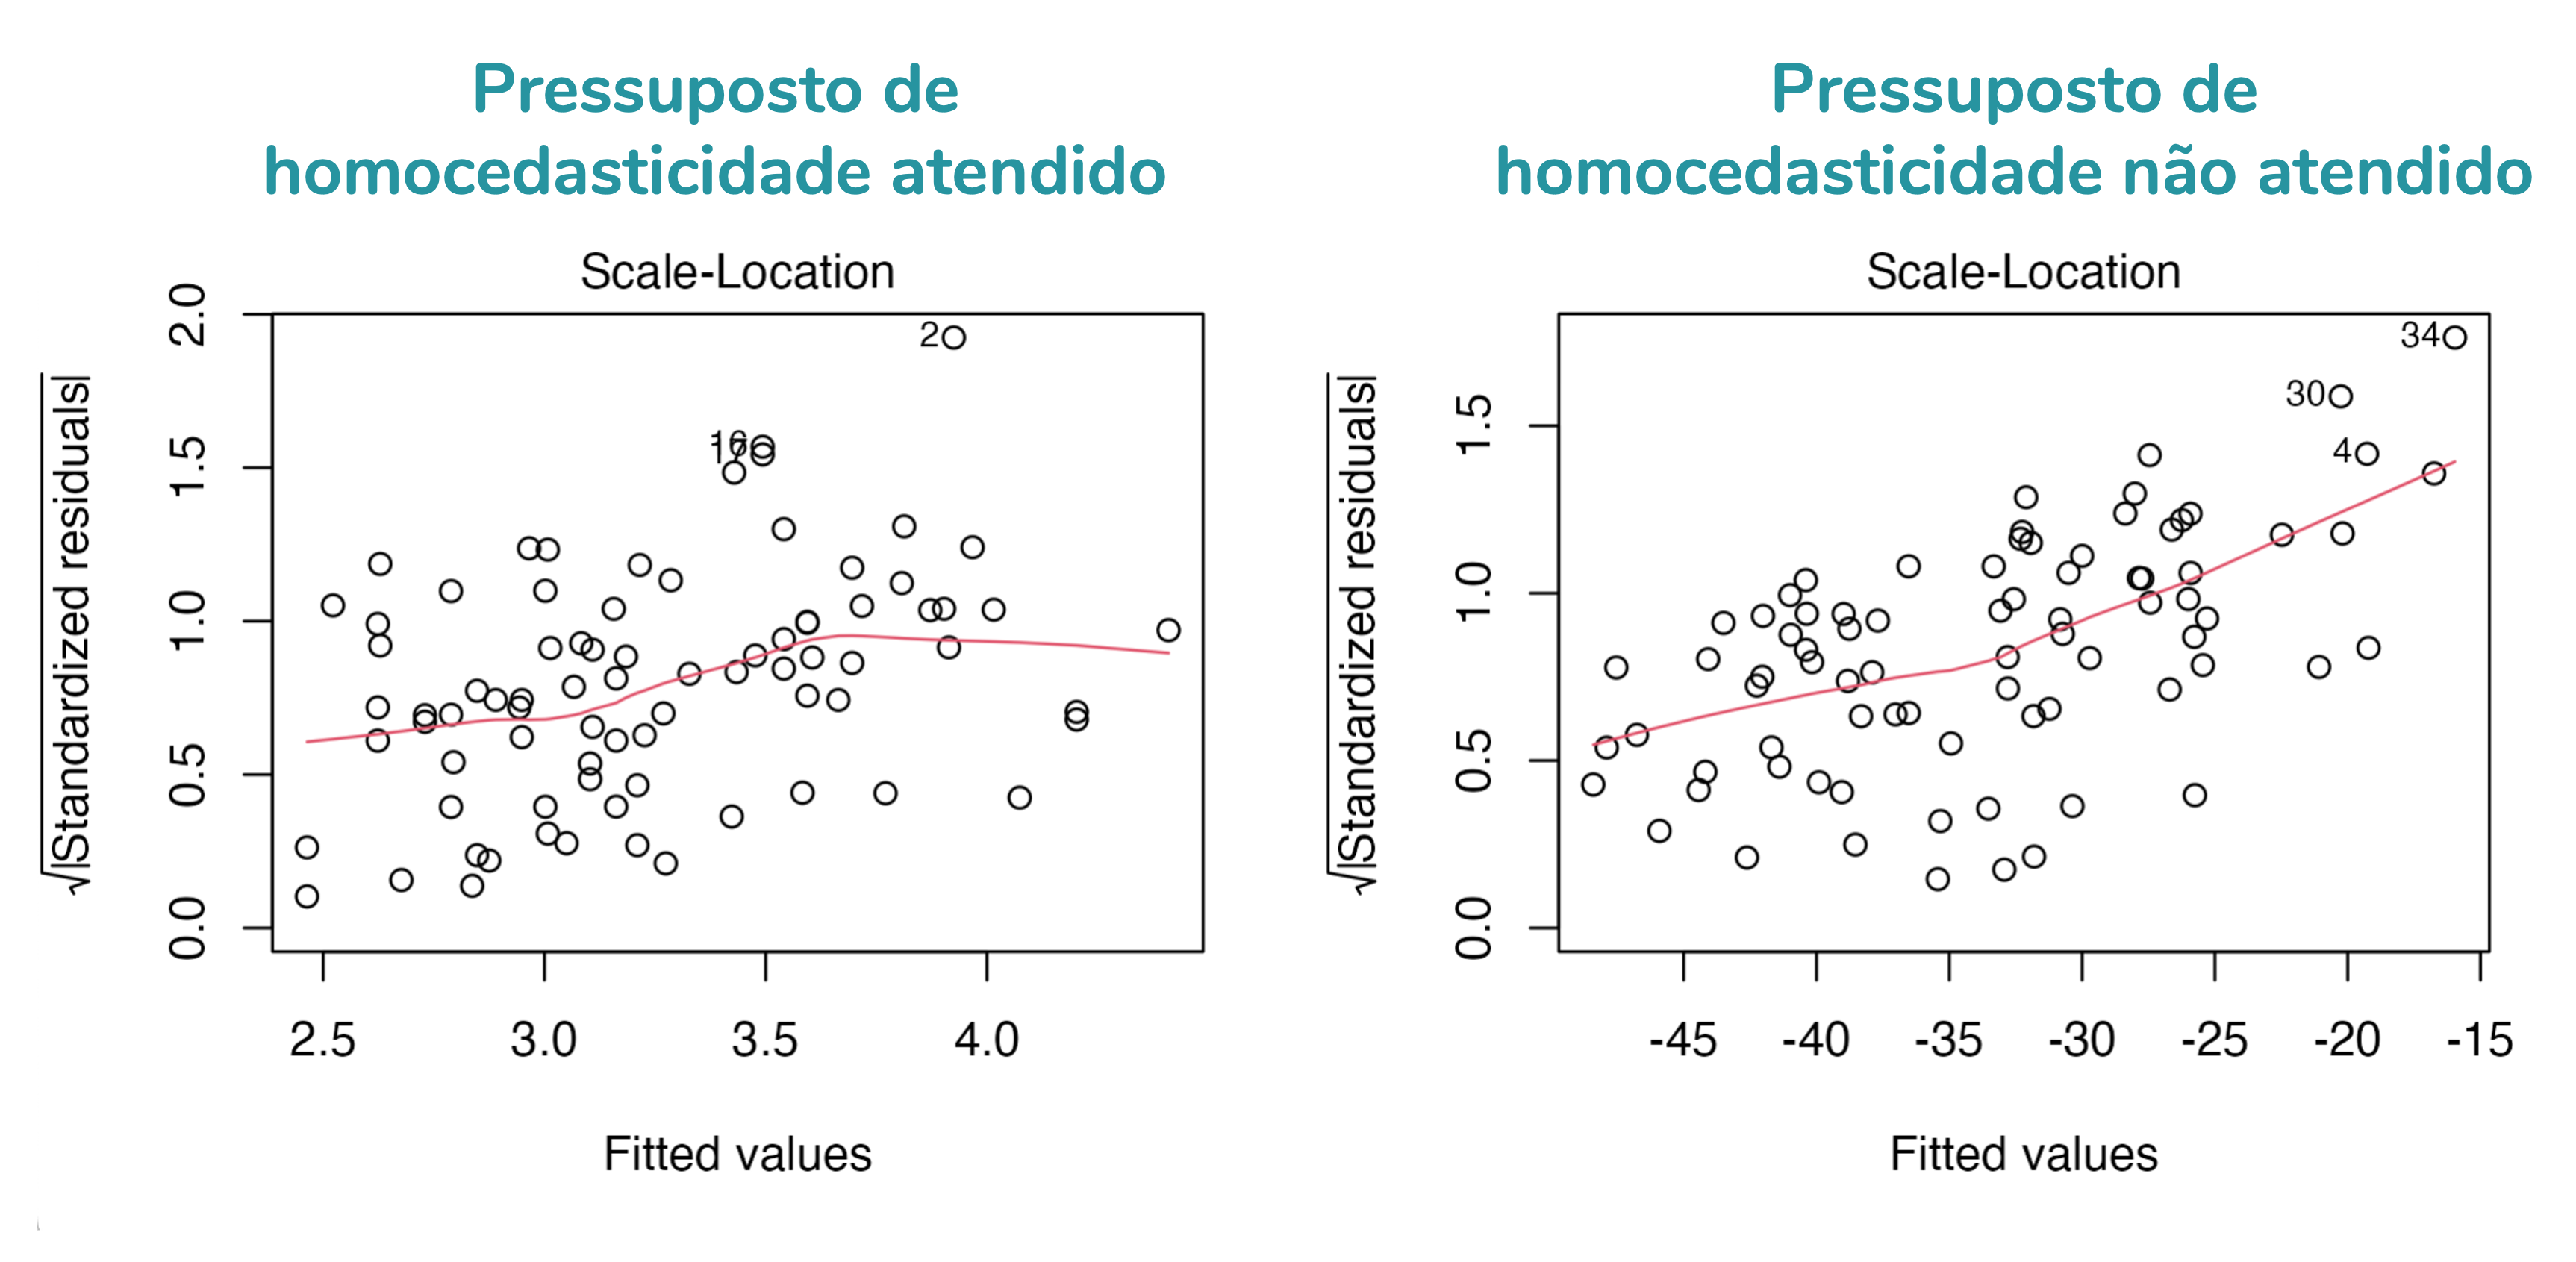 Pressuposto de
homocedasticidade atendido
Scale-Location
√|Standardized residuals|
2.0
1.5
1.0
0.5
0.0
2
16
17
2.5 3.0 3.5 4.0
Fitted values
Pressuposto de
homocedasticidade não atendido
Scale-Location
√|Standardized residuals|
1.5
1.0
0.5
0.0
34
30
4
-45 -40 -35 -30 -25 -20 -15
Fitted values